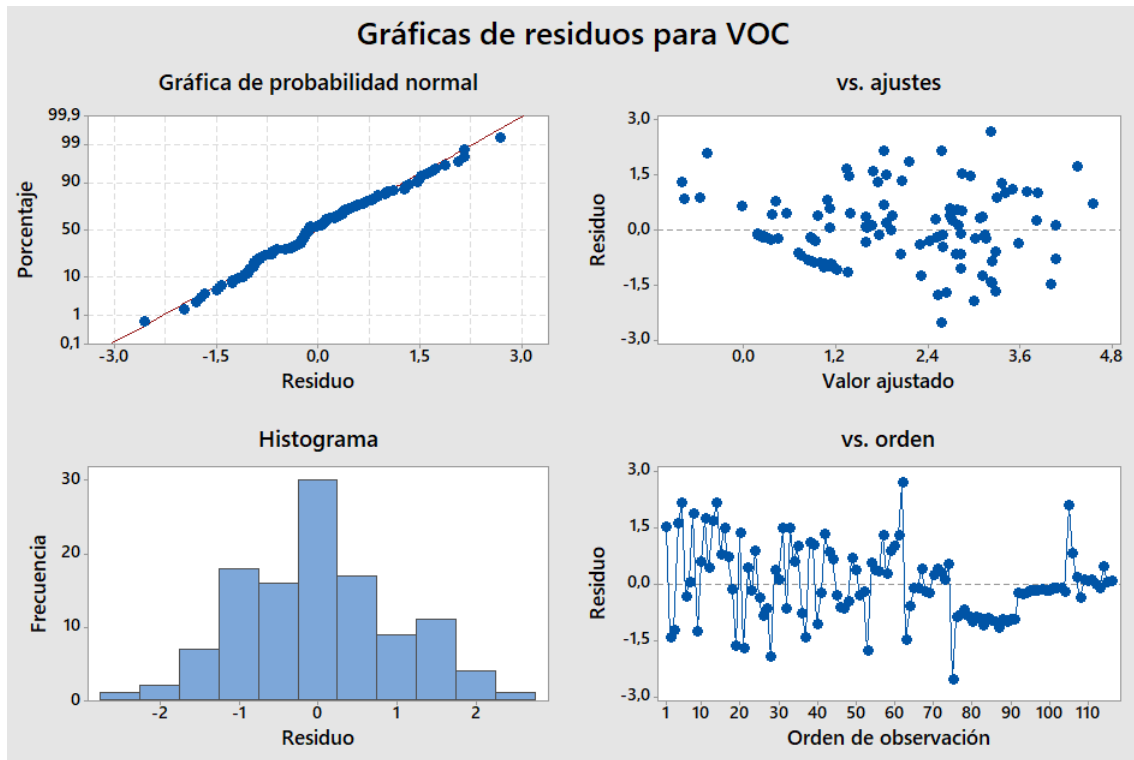 Gráficas de residuos para VOC
Gráfica de probabilidad normal
99,9
99
90
50
10
1
0,1
Porcentaje
-3,0 -1,5 0,0 1,5 3,0
Residuo
vs. ajustes
3,0
1,5
0,0
-1,5
-3,0
Residuo
0,0 1,2 2,4 3,6 4,8
Valor ajustado
Histograma
30
20
10
0
Frecuencia
-2 -1 0 1 2
Residuo
vs. orden
3,0
1,5
0,0
-1,5
-3,0
Residuo
1 10 20 30 40 50 60 70 80 90 100 110
Orden de observación